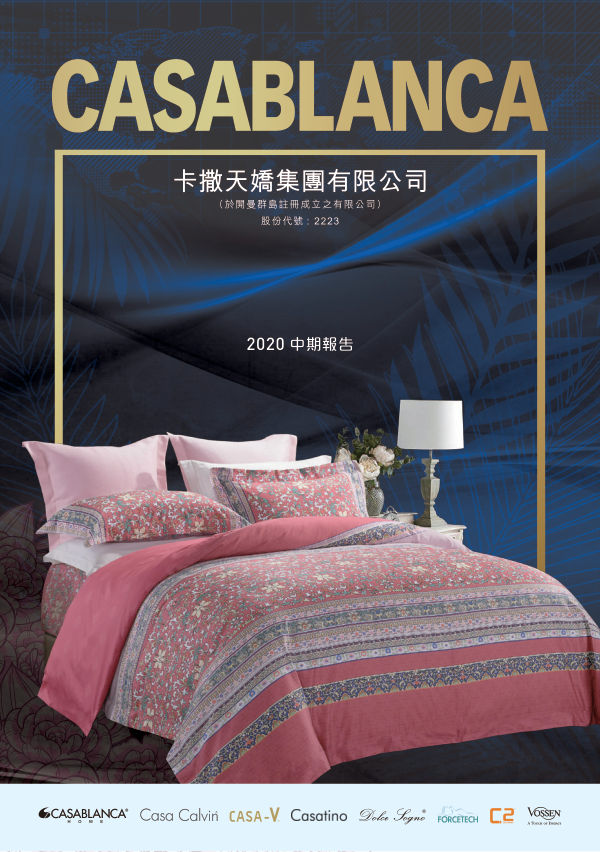 CASABLANCA
卡撒天嬌集團有限公司
（於開曼群島註冊成立之有限公司）
股份代號：2223
2020 中期報告
CASABLANCA® Casa Calvin CASA-V Casatino Dolce Sogno® FORCETECH C2 VOSSEN
HOME A TOUCH OF ENERGY